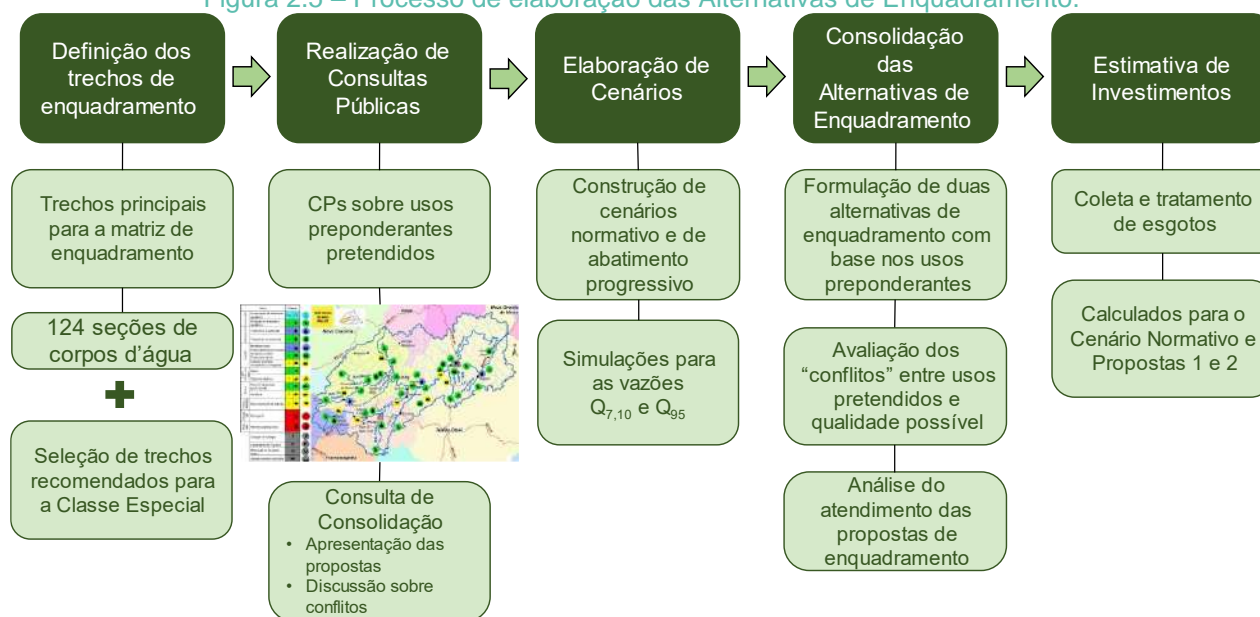 Figura 2.5 – Processo de elaboração das Alternativas de Enquadramento.
Definição dos
trechos de
enquadramento
Realização de
Consultas
Públicas
Elaboração de
Cenários
Consolidação
das
Alternativas de
Enquadramento
Estimativa de
Investimentos
Trechos principais
para a matriz de
enquadramento
124 seções de
corpos d’água
Seleção de trechos
recomendados para
a Classe Especial
CPs sobre usos
preponderantes
pretendidos
Consulta de
Consolidação
• Apresentação das
propostas
• Discussão sobre
conflitos
Construção de
cenários
normativo e de
abatimento
progressivo
Simulações para
as vazões
Q7,10 e Q95
Formulação de duas
alternativas de
enquadramento com
base nos usos
preponderantes
Avaliação dos
“conflitos” entre usos
pretendidos e
qualidade possível
Análise do
atendimento das
propostas de
enquadramento
Coleta e tratamento
de esgotos
Calculados para o
Cenário Normativo e
Propostas 1 e 2